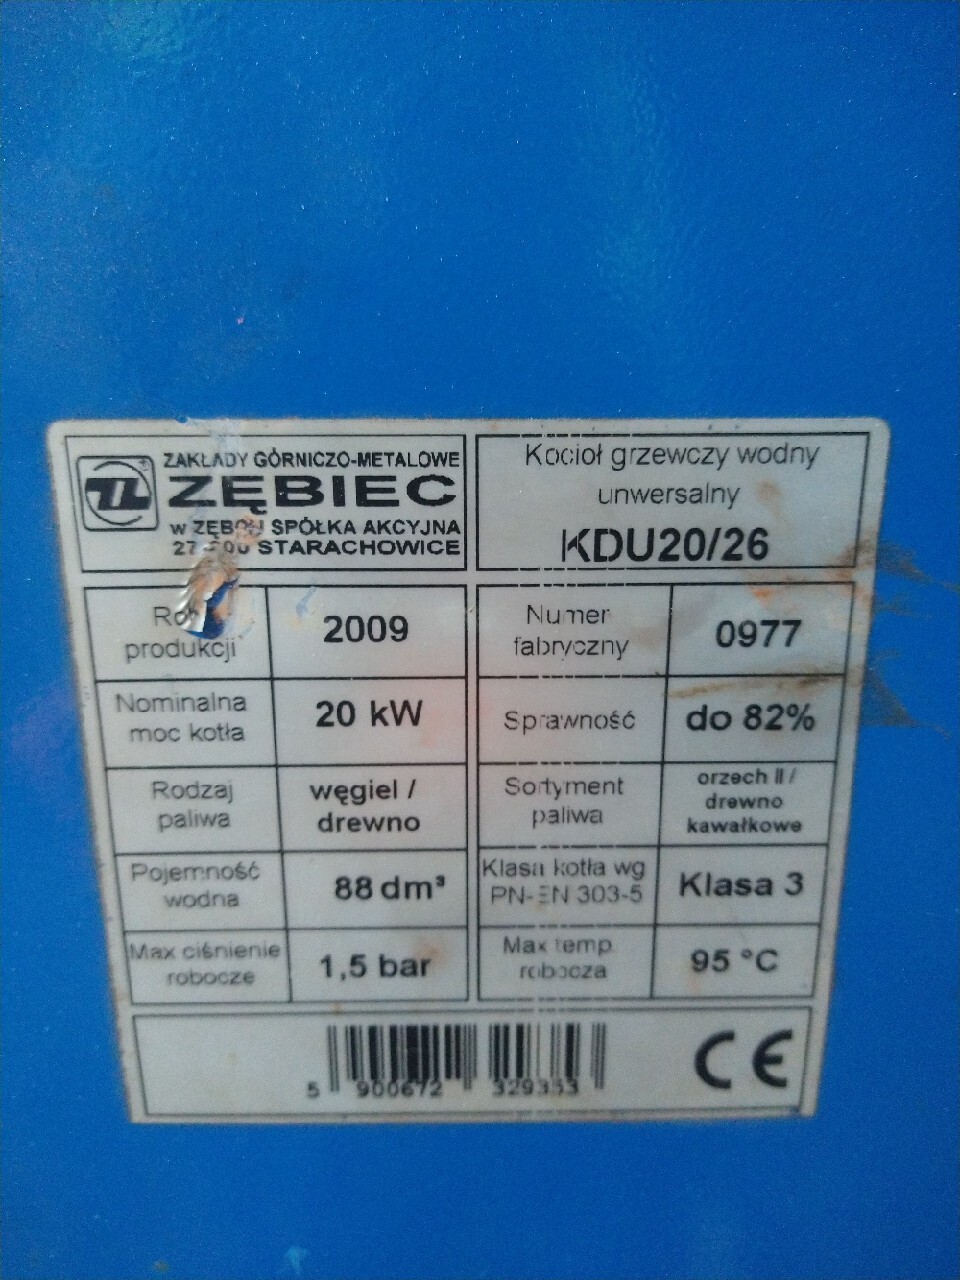 ZAKŁADY GÓRNICZO-METALOWE
ZĘBIEC
w SPÓŁKA AKCYJNA
STARACHOWICE
Kocioł grzewczy wodny
uniwersalny
KDU20/26
Rok
produkcji
2009
Numer
fabryczny
0977
Nominalna
moc kotła
20 kW
Sprawność
do 82%
Rodzaj
paliwa
węgiel /
drewno
Sortyment
paliwa
orzech II /
drewno
kawałkowe
Pojemność
wodna
88 dm³
Klasa kotła wg
PN-EN 303-5
Klasa 3
Max ciśnienie
robocze
1,5 bar
Max temp.
robocza
95 °C
5 900672 329353
CE